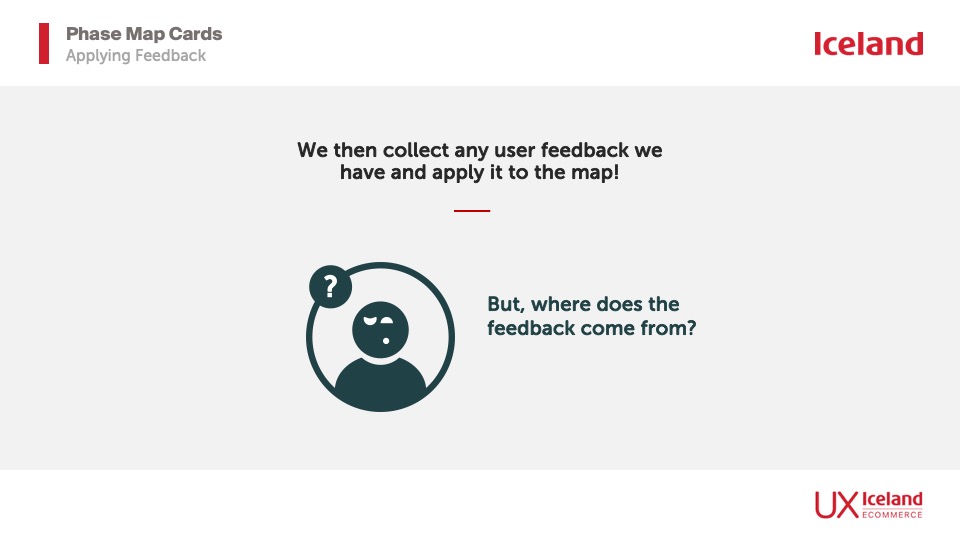 Phase Map Cards
Applying Feedback
Iceland
We then collect any user feedback we
have and apply it to the map!
?
But, where does the
feedback come from?
UX Iceland
ECOMMERCE